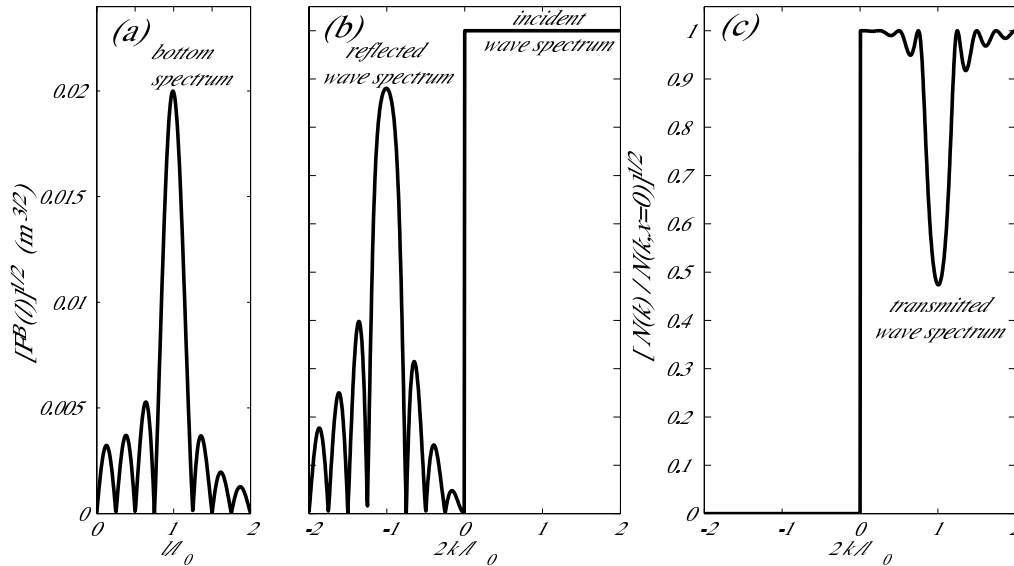 (a)
bottom
spectrum
[F^B(l)]^{1/2} (m^{3/2})
0.02
0.015
0.01
0.005
0
0 1 2
l/l_0
(b)
reflected
wave spectrum
incident
wave spectrum
-2 -1 0 1 2
2k/l_0
(c)
[ N(k) / N(k,x=0)]^{1/2}
1
0.9
0.8
0.7
0.6
0.5
0.4
0.3
0.2
0.1
0
transmitted
wave spectrum
-2 -1 0 1 2
2k/l_0